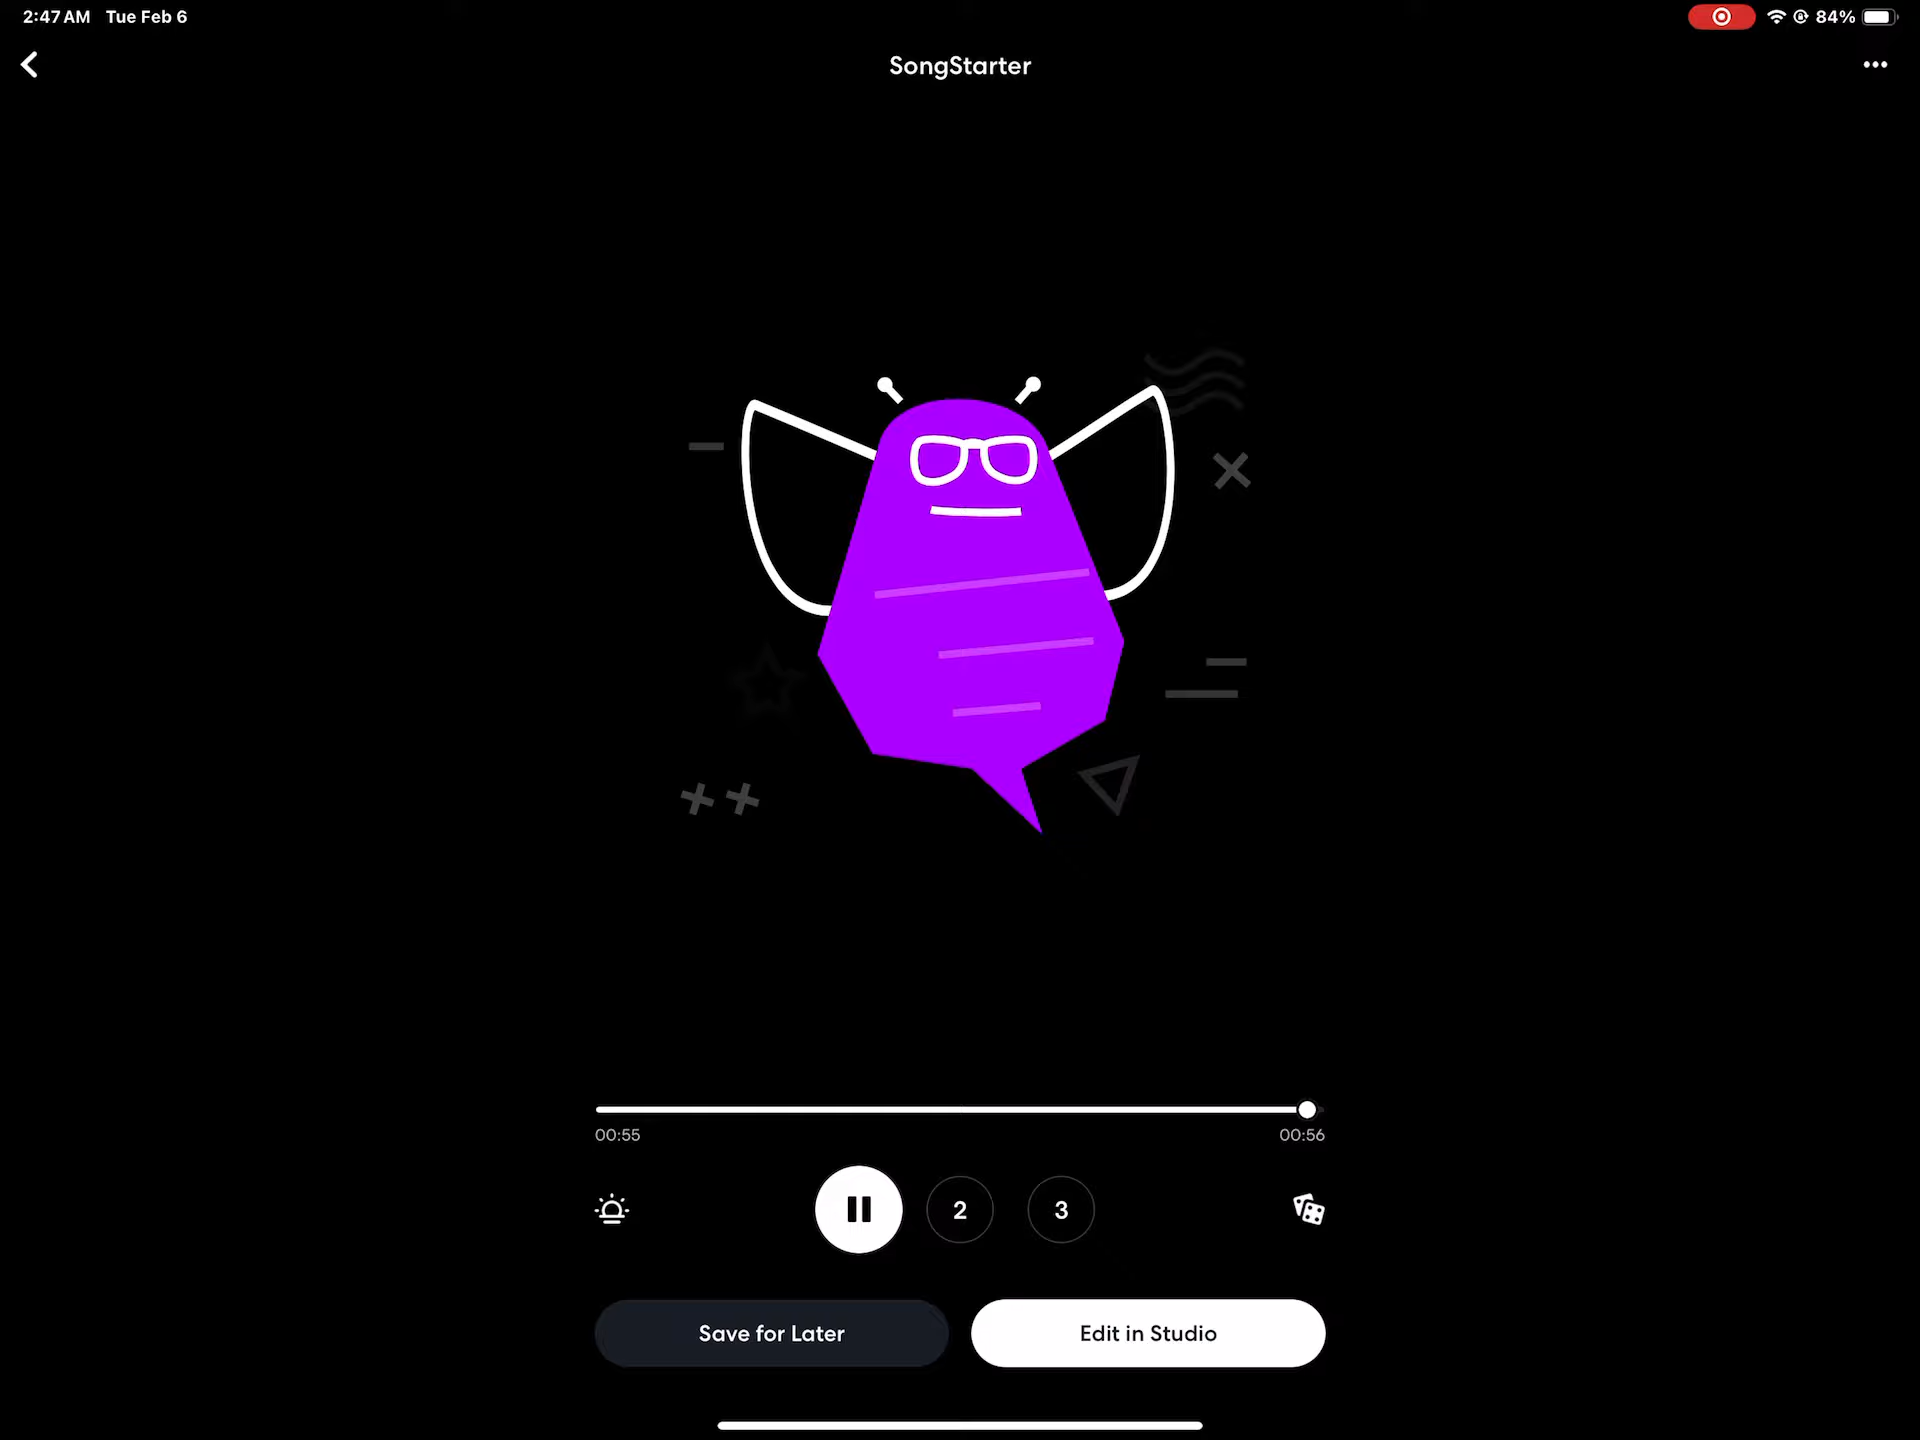 2:47 AM Tue Feb 6
84%
SongStarter
00:55
00:56
2
3
Save for Later
Edit in Studio